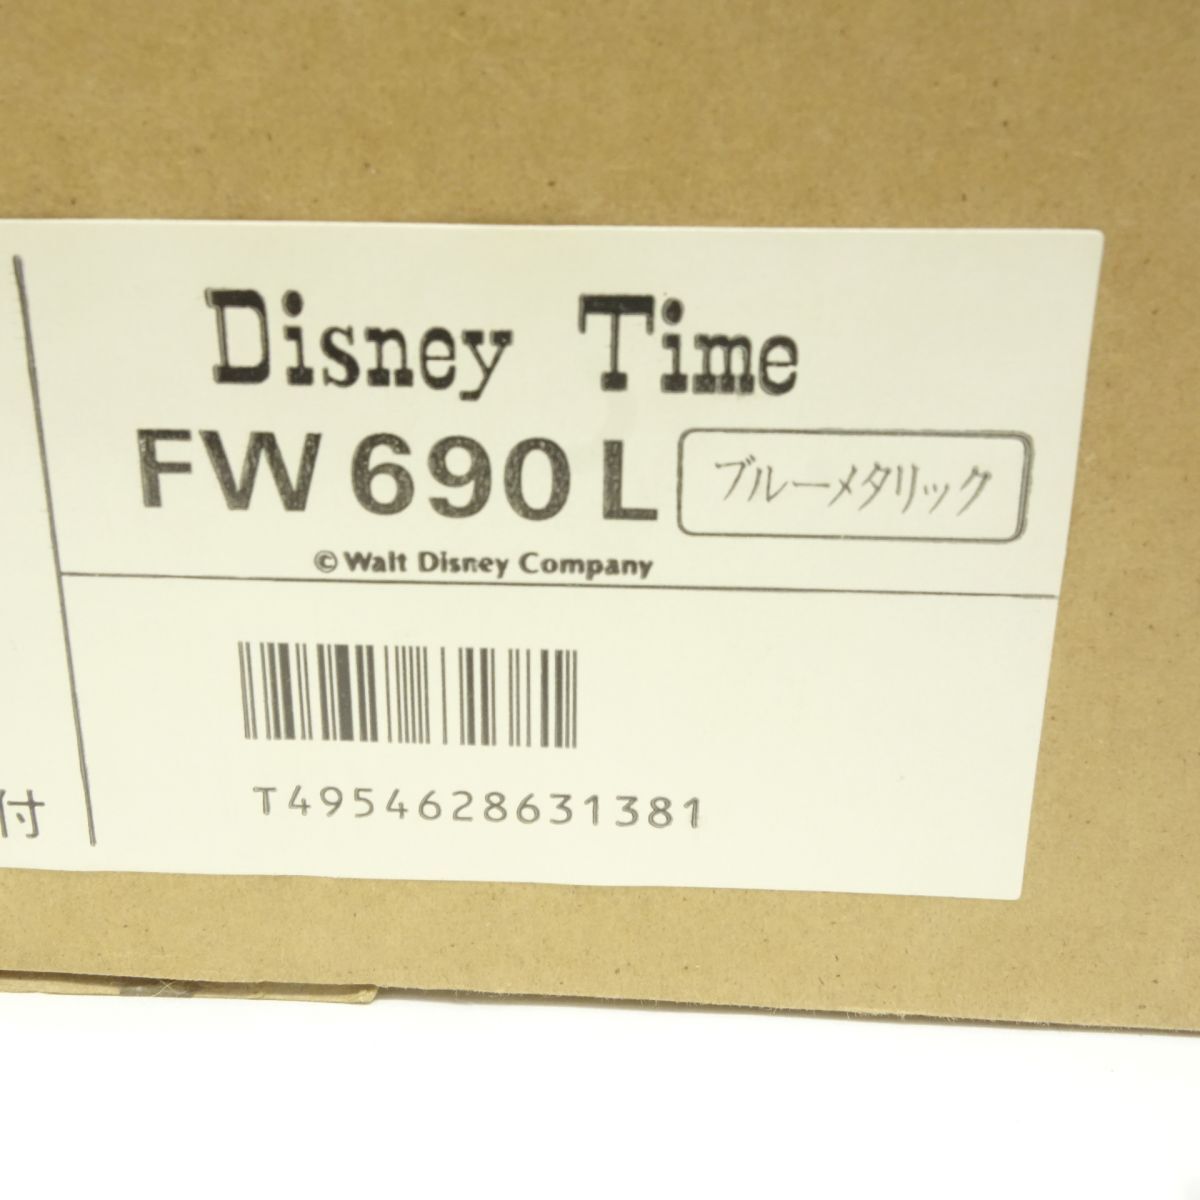 Disney Time
FW 690 L ブルーメタリック
© Walt Disney Company
T4954628631381
付